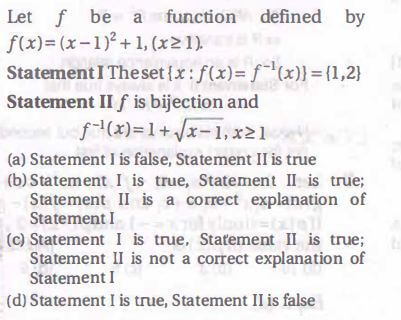 Let f be a function defined by
f(x)=(x−1)²+1,(x≥1).
Statement I The set {x : f(x)= f⁻¹(x)} = {1,2}
Statement II f is bijection and
f⁻¹(x)=1+√x−1; x≥1
(a) Statement I is false, Statement II is true
(b) Statement I is true, Statement II is true;
Statement II is a correct explanation of
Statement I
(c) Statement I is true, Statement II is true;
Statement II is not a correct explanation of
Statement I
(d) Statement I is true, Statement II is false